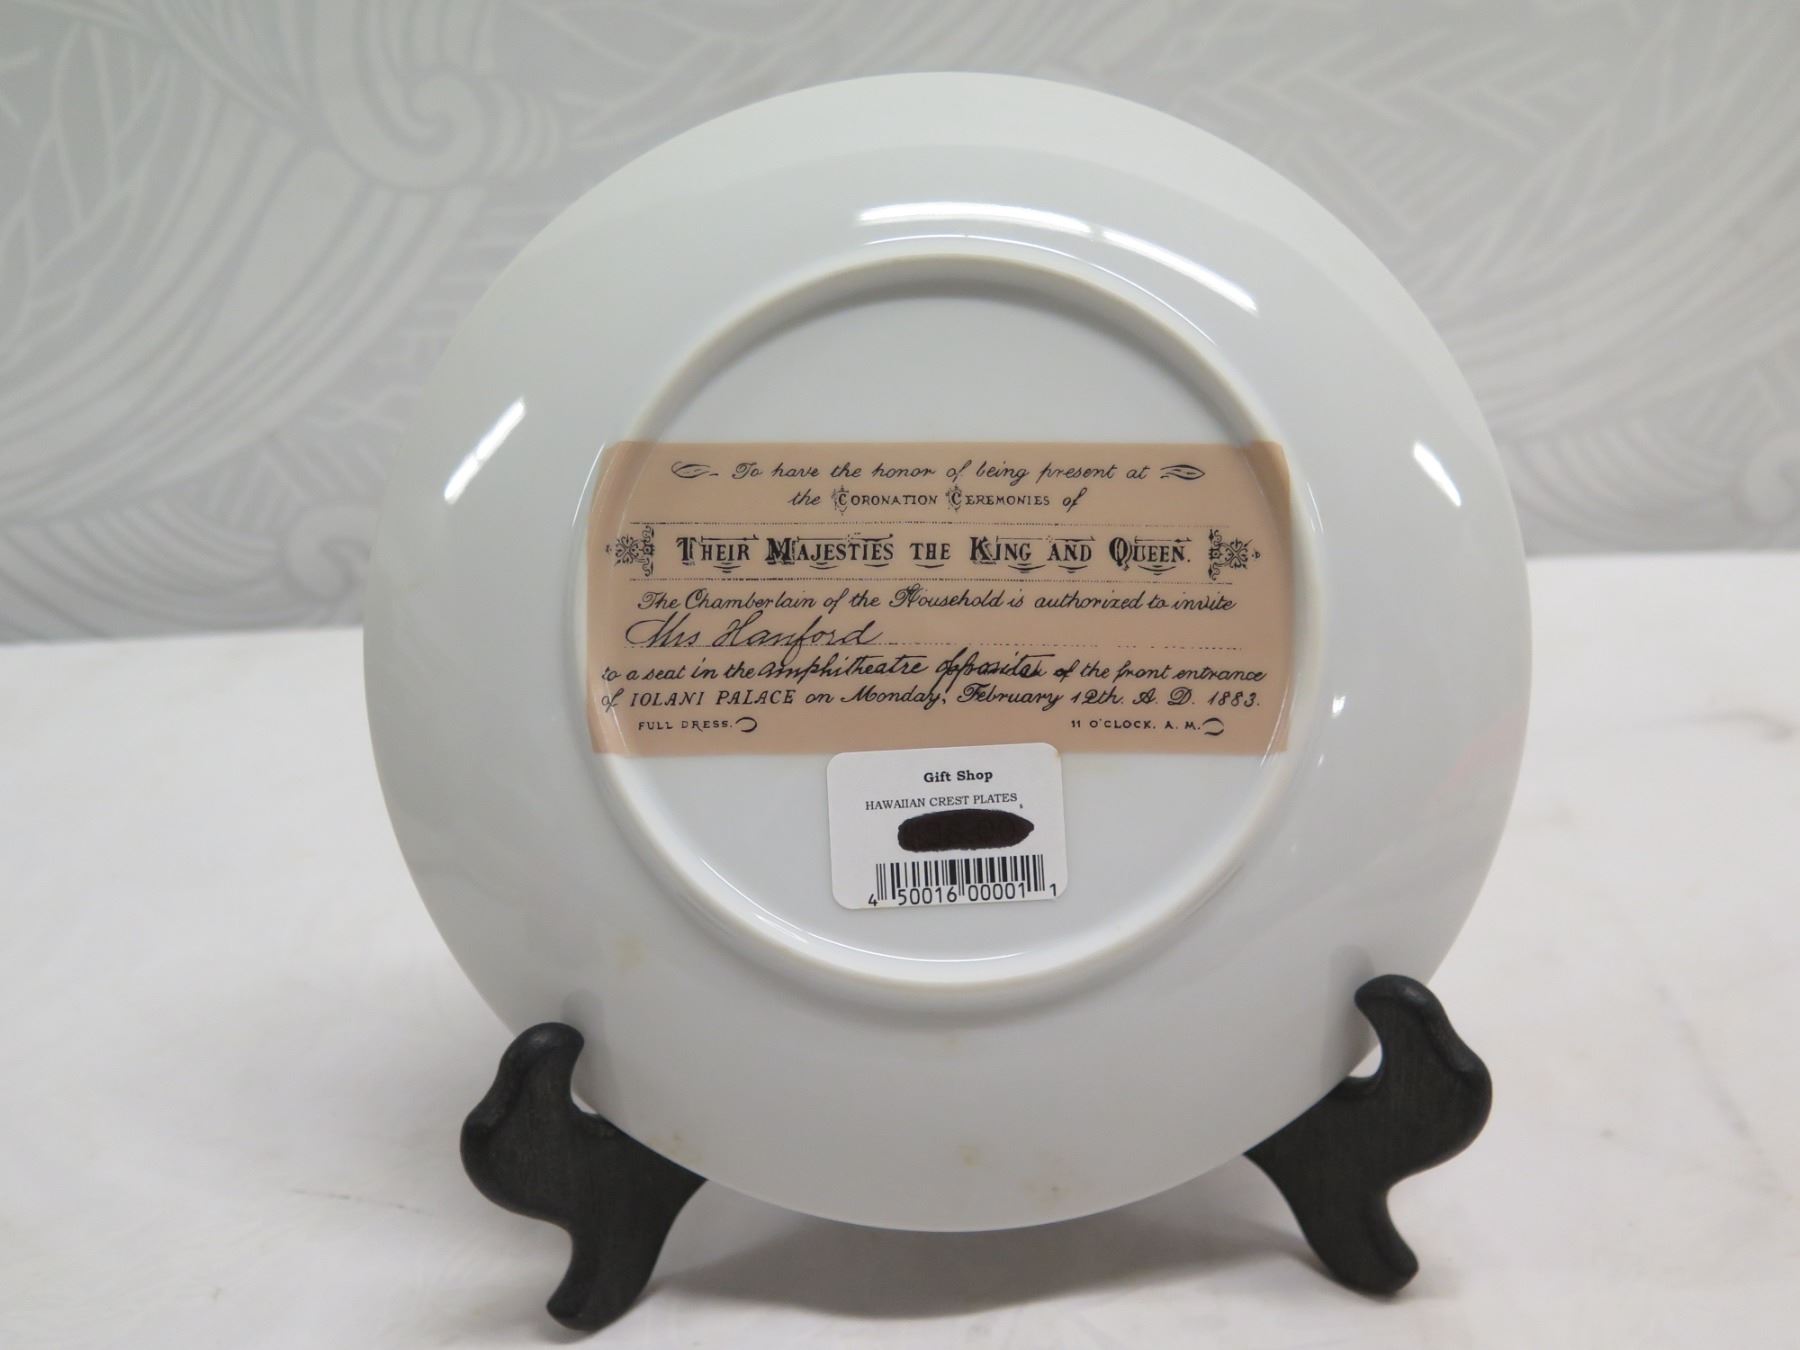 To have the honor of being present at
the CORONATION CEREMONIES of
THEIR MAJESTIES THE KING AND QUEEN.
The Chamberlain of the Household is authorized to invite
Mrs Hanford
to a seat in the amphitheatre opposite of the front entrance
of IOLANI PALACE on Monday, February 12th. A. D. 1883.
FULL DRESS. 11 O'CLOCK. A. M.
Gift Shop
HAWAIIAN CREST PLATES
4 50016 00001 1